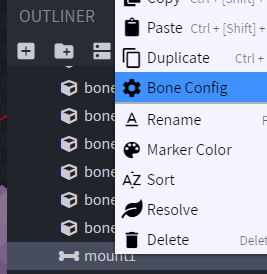 OUTLINER
Copy Ctrl + [Shift] +
Paste Ctrl + [Shift] +
Duplicate Ctrl +
bone
Bone Config
bone
Rename
bone
Marker Color
bone
Sort
bone
Resolve
bone
Delete Delet
mount1